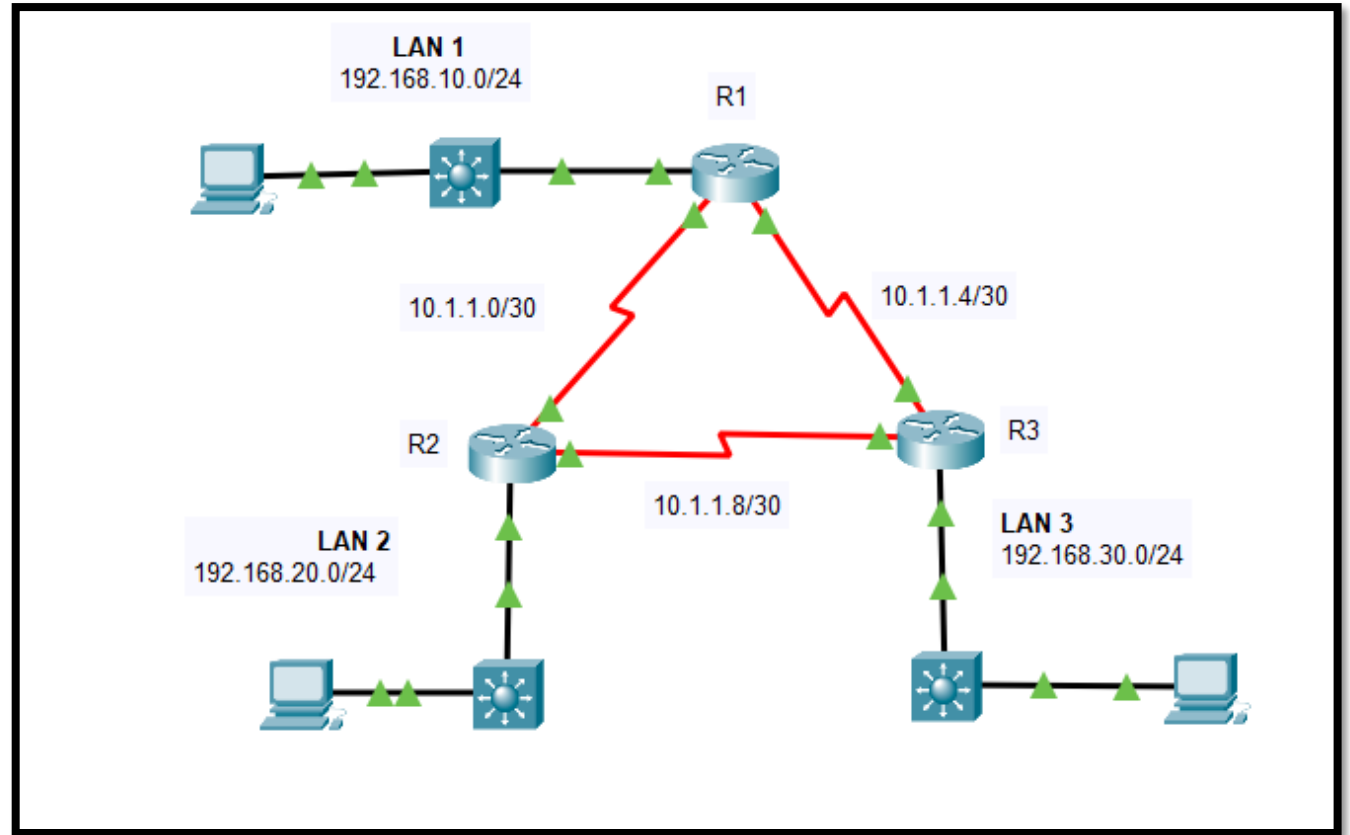 LAN 1
192.168.10.0/24
R1
10.1.1.0/30
10.1.1.4/30
R2
R3
10.1.1.8/30
LAN 2
192.168.20.0/24
LAN 3
192.168.30.0/24